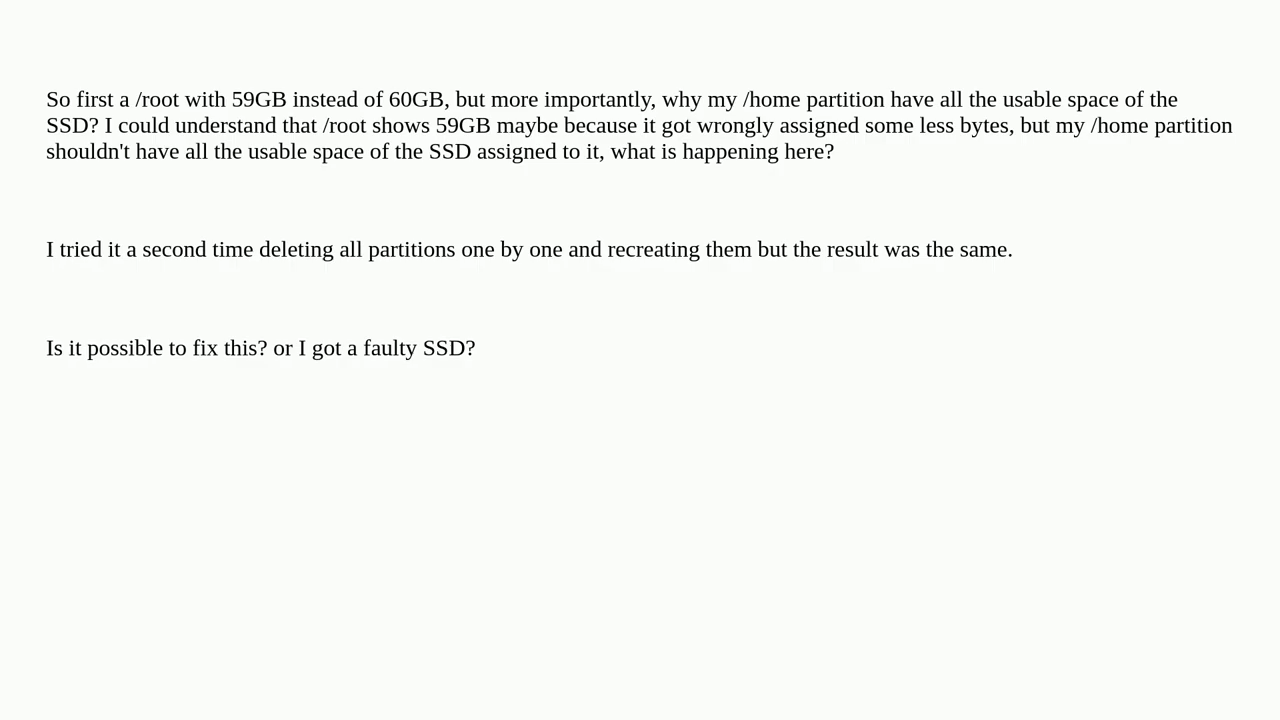 So first a /root with 59GB instead of 60GB, but more importantly, why my /home partition have all the usable space of the
SSD? I could understand that /root shows 59GB maybe because it got wrongly assigned some less bytes, but my /home partition
shouldn't have all the usable space of the SSD assigned to it, what is happening here?
I tried it a second time deleting all partitions one by one and recreating them but the result was the same.
Is it possible to fix this? or I got a faulty SSD?